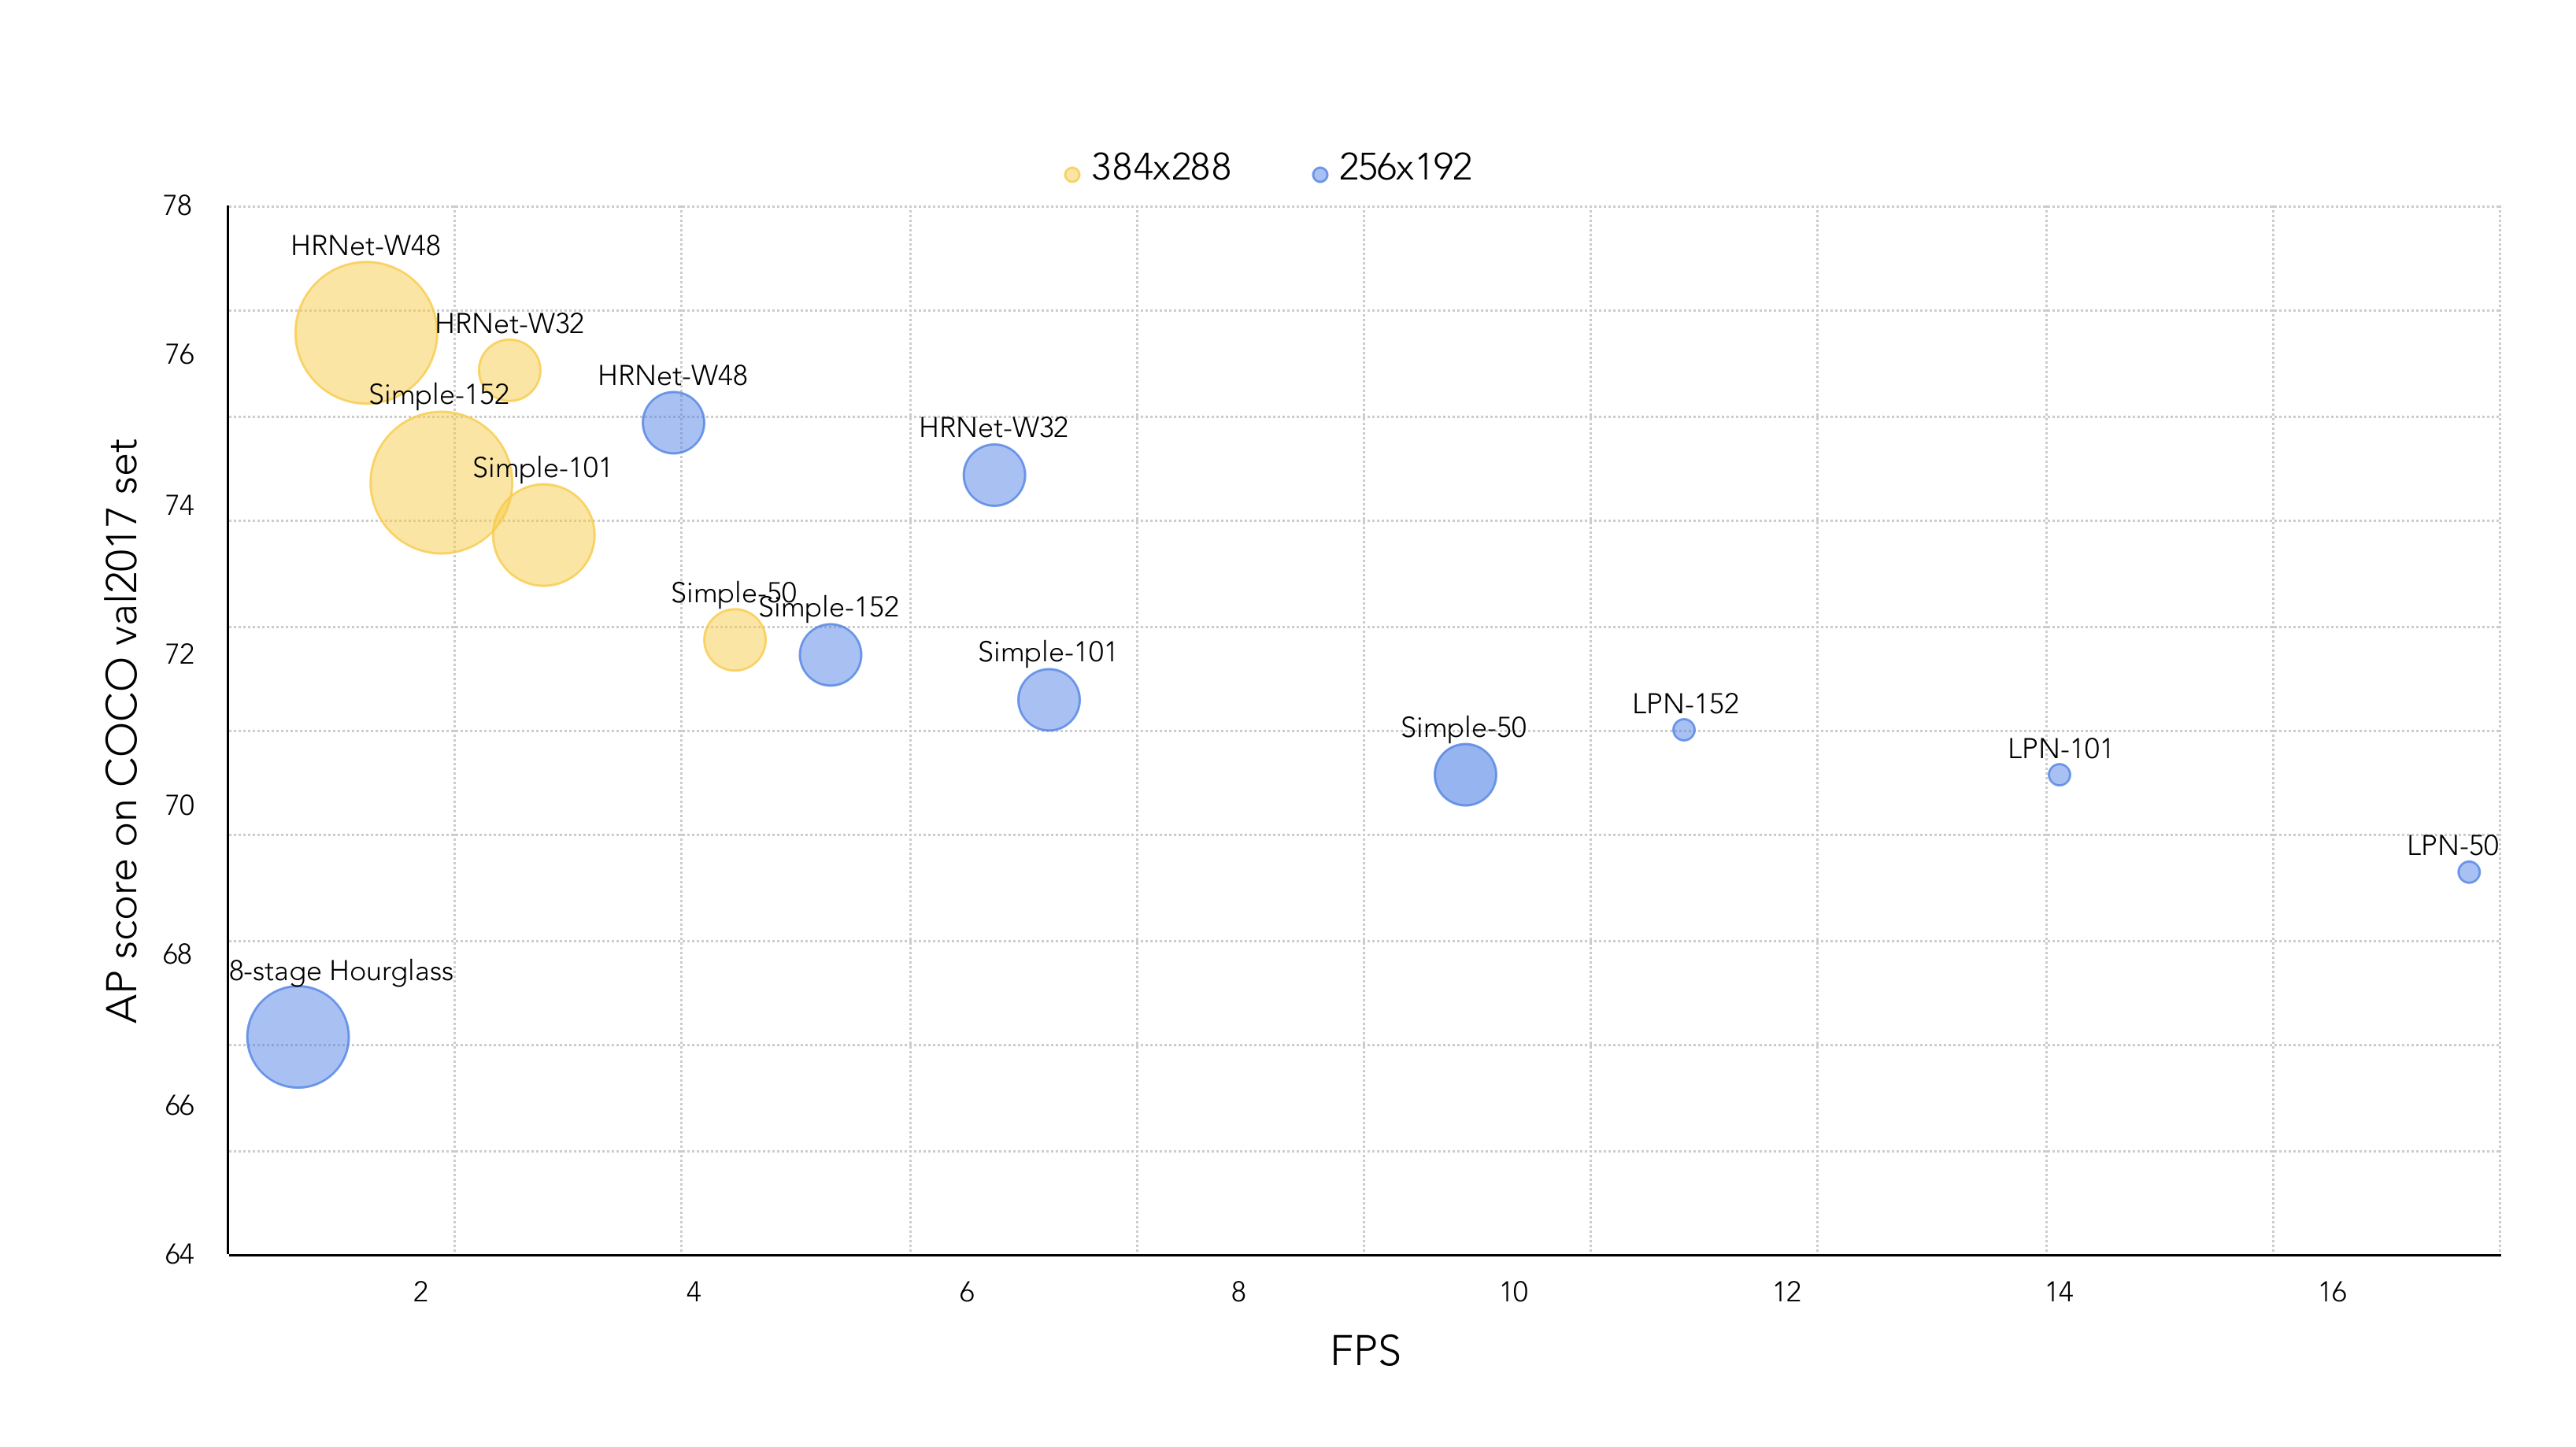 384x288
256x192
78
HRNet-W48
HRNet-W32
76
HRNet-W48
Simple-152
HRNet-W32
Simple-101
74
Simple-50
Simple-152
72
Simple-101
LPN-152
Simple-50
LPN-101
70
LPN-50
68
8-stage Hourglass
66
64
AP score on COCO val2017 set
2
4
6
8
10
12
14
16
FPS